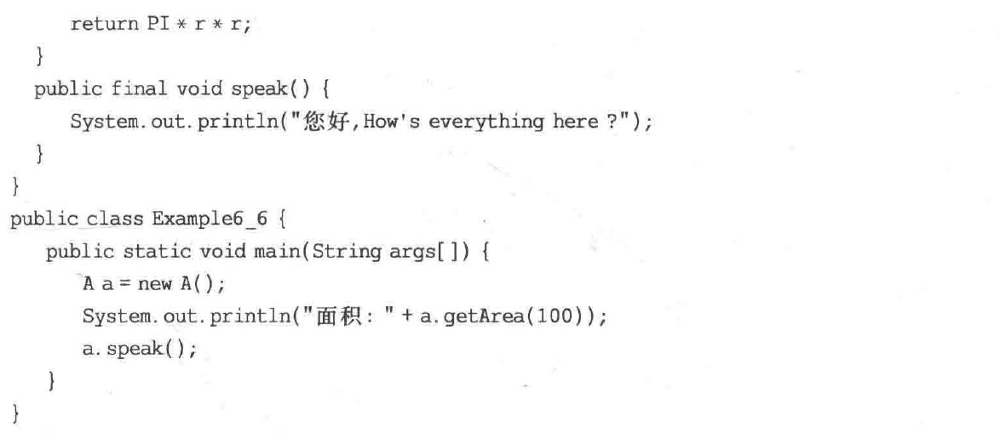 return PI * r * r;
}
public final void speak() {
System.out.println("您好,How's everything here ?");
}
}
public class Example6_6 {
public static void main(String args[]) {
A a = new A();
System.out.println("面积: " + a.getArea(100));
a.speak();
}
}